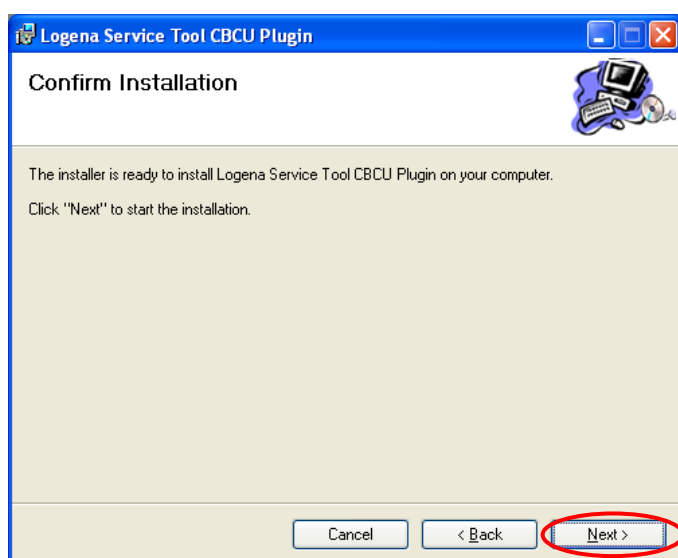 Logena Service Tool CBCU Plugin
Confirm Installation
The installer is ready to install Logena Service Tool CBCU Plugin on your computer.
Click "Next" to start the installation.
Cancel
< Back
Next >